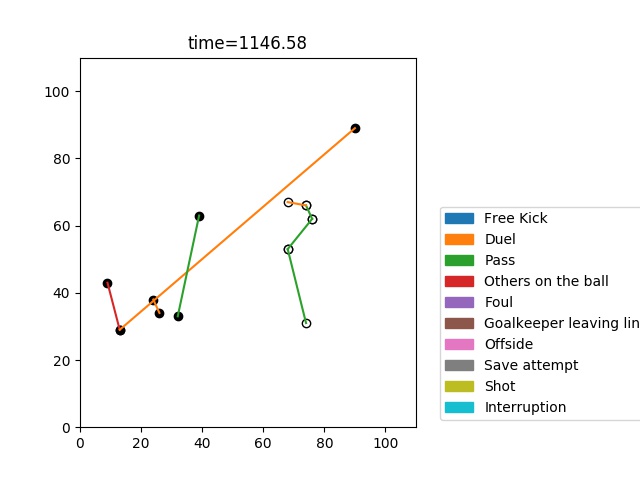 time=1146.58
100
80
60
40
20
0
0 20 40 60 80 100
Free Kick
Duel
Pass
Others on the ball
Foul
Goalkeeper leaving lin
Offside
Save attempt
Shot
Interruption